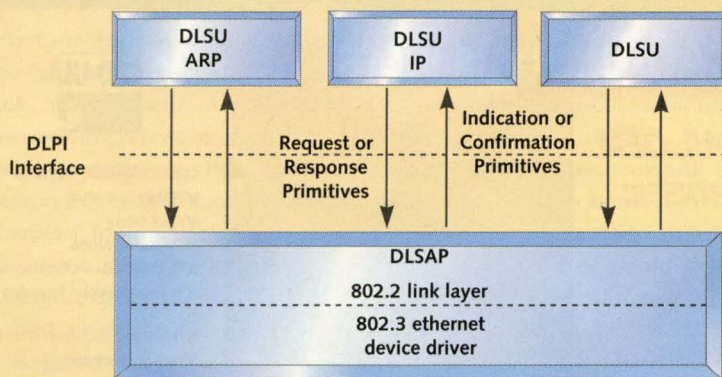 DLSU
ARP
DLSU
IP
DLSU
DLPI
Interface
Request or
Response
Primitives
Indication or
Confirmation
Primitives
DLSAP
802.2 link layer
802.3 ethernet
device driver